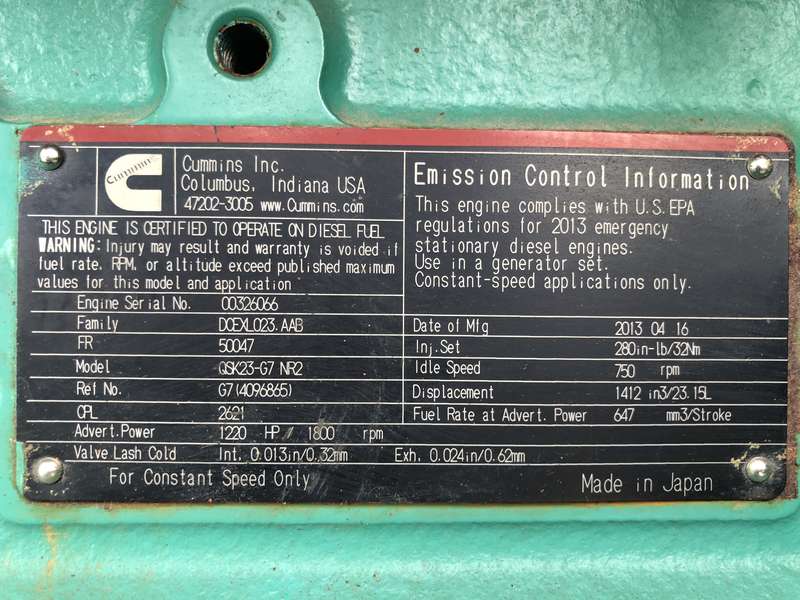 Cummins
Cummins Inc.
Columbus, Indiana USA
47202-3005 www.Cummins.com
THIS ENGINE IS CERTIFIED TO OPERATE ON DIESEL FUEL
WARNING: Injury may result and warranty is voided if
fuel rate, RPM, or altitude exceed published maximum
values for this model and application
Engine Serial No. 00326066
Family DCEXL023.AAB
FR 50047
Model QSK23-G7 NR2
Ref No. G7(4096865)
CPL 2621
Advert.Power 1220 HP / 1800 rpm
Valve Lash Cold Int. 0.013in/0.32mm Exh. 0.024in/0.62mm
For Constant Speed Only
Emission Control Information
This engine complies with U.S.EPA
regulations for 2013 emergency
stationary diesel engines.
Use in a generator set.
Constant-speed applications only.
Date of Mfg 2013 04 16
Inj.Set 280in-lb/32Nm
Idle Speed 750 rpm
Displacement 1412 in3/23.15L
Fuel Rate at Advert. Power 647 mm3/Stroke
Made in Japan